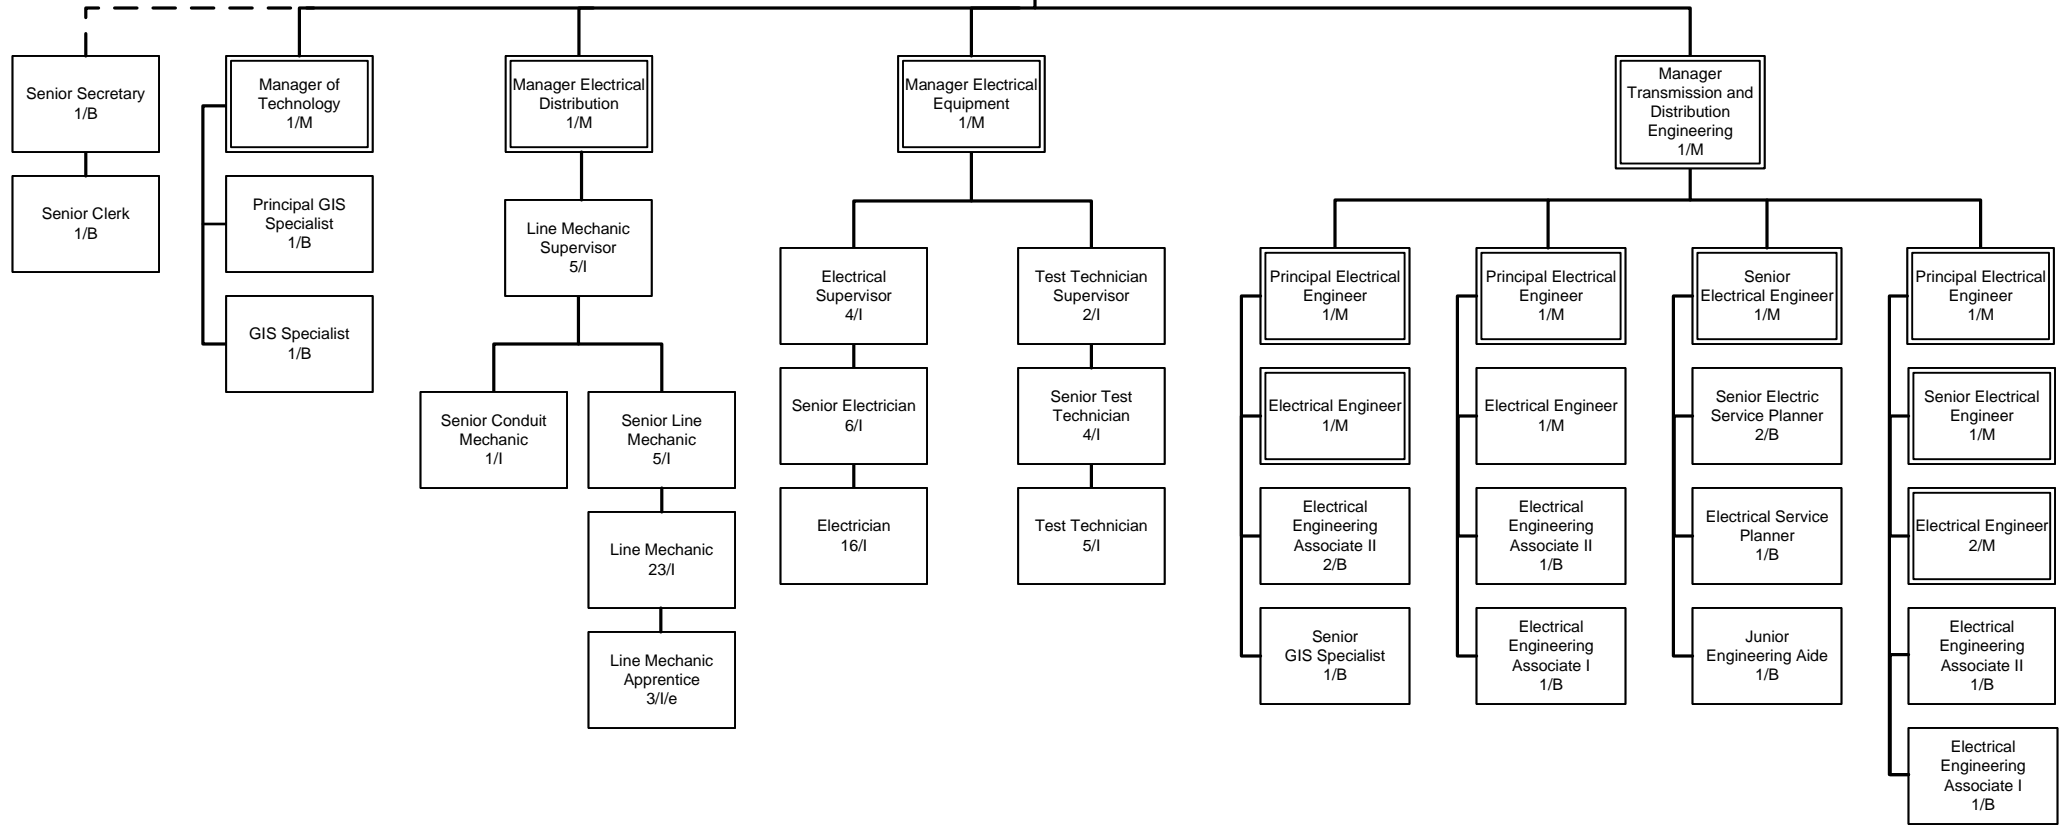 Senior Secretary
1/B
Senior Clerk
1/B
Manager of
Technology
1/M
Principal GIS
Specialist
1/B
GIS Specialist
1/B
Manager Electrical
Distribution
1/M
Line Mechanic
Supervisor
5/I
Senior Conduit
Mechanic
1/I
Senior Line
Mechanic
5/I
Line Mechanic
23/I
Line Mechanic
Apprentice
3/I/e
Manager Electrical
Equipment
1/M
Electrical
Supervisor
4/I
Senior Electrician
6/I
Electrician
16/I
Test Technician
Supervisor
2/I
Senior Test
Technician
4/I
Test Technician
5/I
Manager
Transmission and
Distribution
Engineering
1/M
Principal Electrical
Engineer
1/M
Electrical Engineer
1/M
Electrical
Engineering
Associate II
2/B
Senior
GIS Specialist
1/B
Principal Electrical
Engineer
1/M
Electrical Engineer
1/M
Electrical
Engineering
Associate II
1/B
Electrical
Engineering
Associate I
1/B
Senior
Electrical Engineer
1/M
Senior Electric
Service Planner
2/B
Electrical Service
Planner
1/B
Junior
Engineering Aide
1/B
Principal Electrical
Engineer
1/M
Senior Electrical
Engineer
1/M
Electrical Engineer
2/M
Electrical
Engineering
Associate II
1/B
Electrical
Engineering
Associate I
1/B